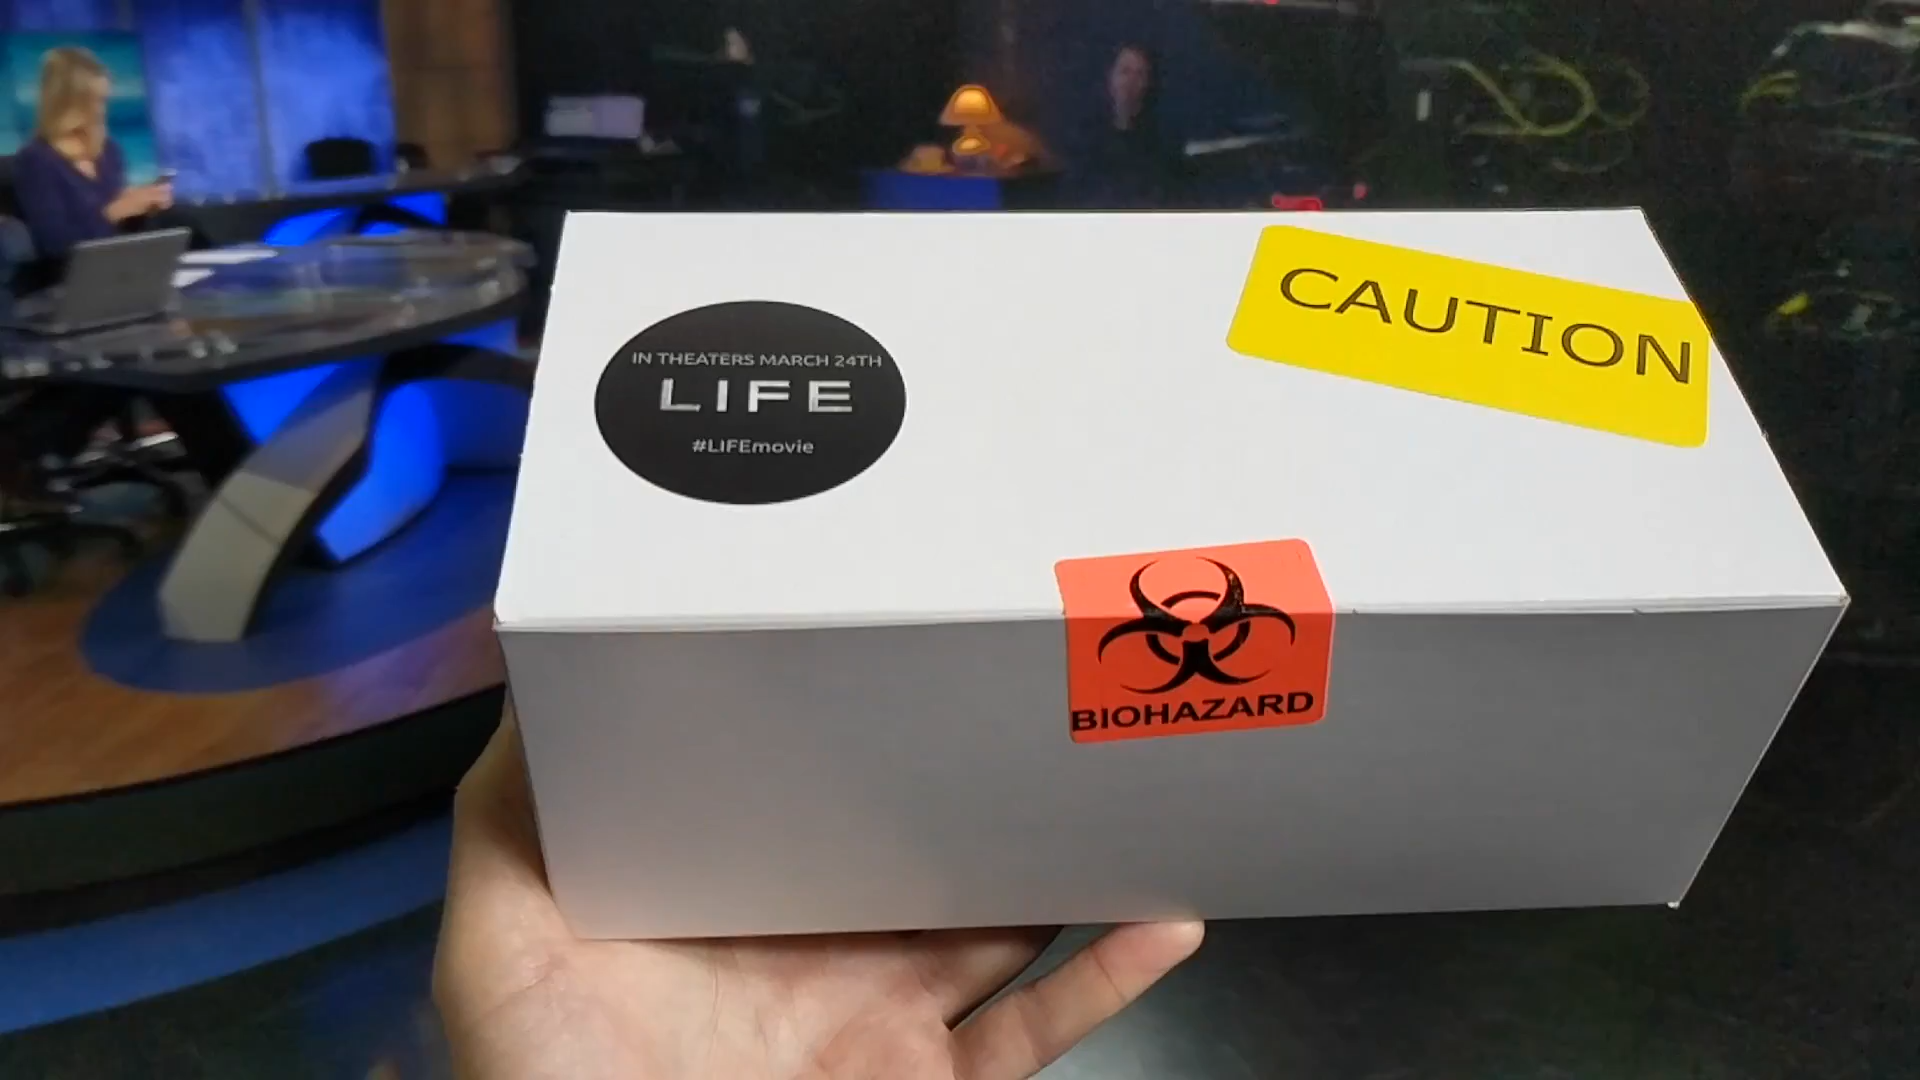 CAUTION
IN THEATERS MARCH 24TH
LIFE
#LIFEmovie
BIOHAZARD